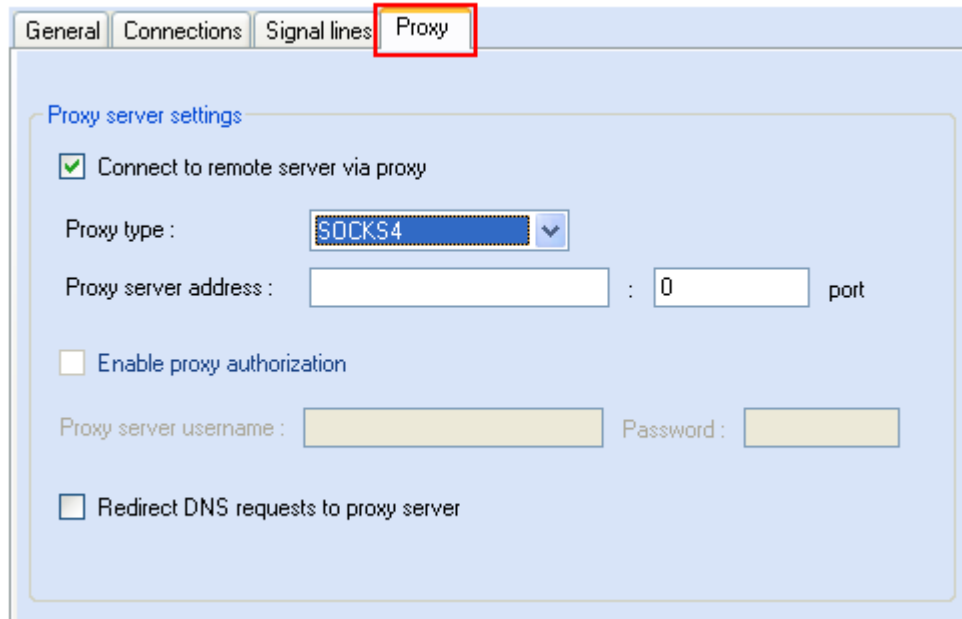 General Connections Signal lines Proxy
Proxy server settings
Connect to remote server via proxy
Proxy type : SOCKS4
Proxy server address : : 0 port
Enable proxy authorization
Proxy server username : Password :
Redirect DNS requests to proxy server